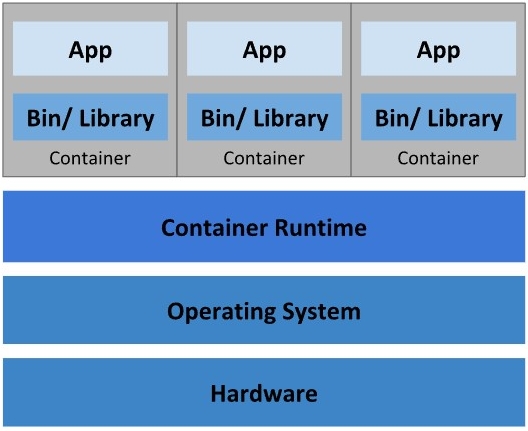 App
App
App
Bin/ Library
Bin/ Library
Bin/ Library
Container
Container
Container
Container Runtime
Operating System
Hardware